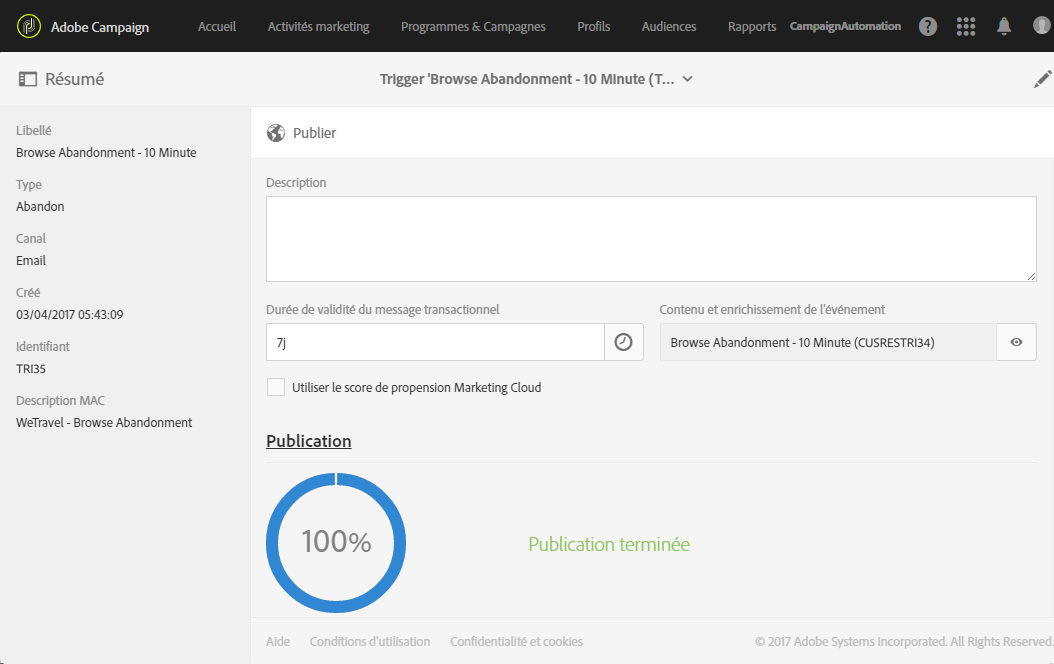 Adobe Campaign Accueil Activités marketing Programmes & Campagnes Profils Audiences Rapports CampaignAutomation ?
Résumé Trigger 'Browse Abandonment - 10 Minute (T...
Libellé
Browse Abandonment - 10 Minute
Type
Abandon
Canal
Email
Créé
03/04/2017 05:43:09
Identifiant
TRI35
Description MAC
WeTravel - Browse Abandonment
Publier
Description
Durée de validité du message transactionnel Contenu et enrichissement de l'événement
7j Browse Abandonment - 10 Minute (CUSRESTRI34)
Utiliser le score de propension Marketing Cloud
Publication
100% Publication terminée
Aide Conditions d'utilisation Confidentialité et cookies © 2017 Adobe Systems Incorporated. All Rights Reserved.